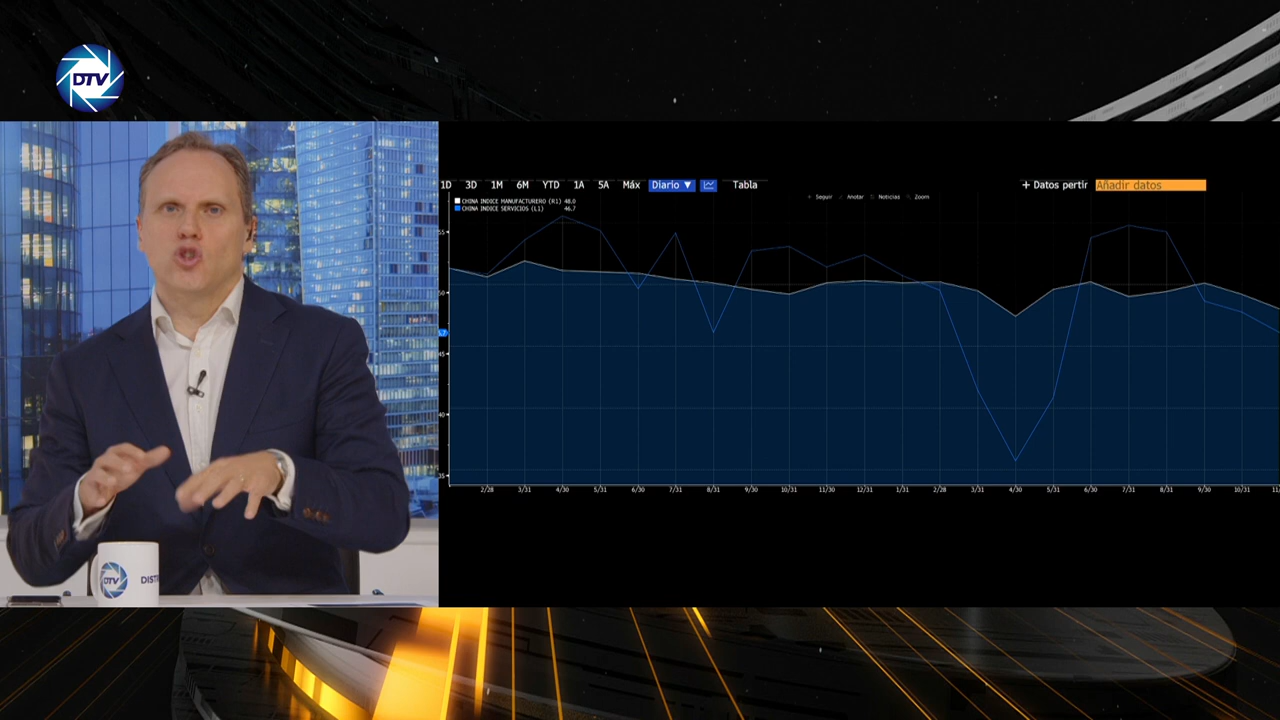 DTV
1D 3D 1M 6M YTD 1A 5A Máx Diario ▼ Tabla + Datos pertir Añadir datos
+ Seguir Anotar Noticias Zoom
CHINA INDICE MANUFACTURERO (R1) 48.0
CHINA INDICE SERVICIOS (L1) 46.7
55
50
45
40
35
2/28 3/31 4/30 5/31 6/30 7/31 8/31 9/30 10/31 11/30 12/31 1/31 2/28 3/31 4/30 5/31 6/30 7/31 8/31 9/30 10/31
DTV